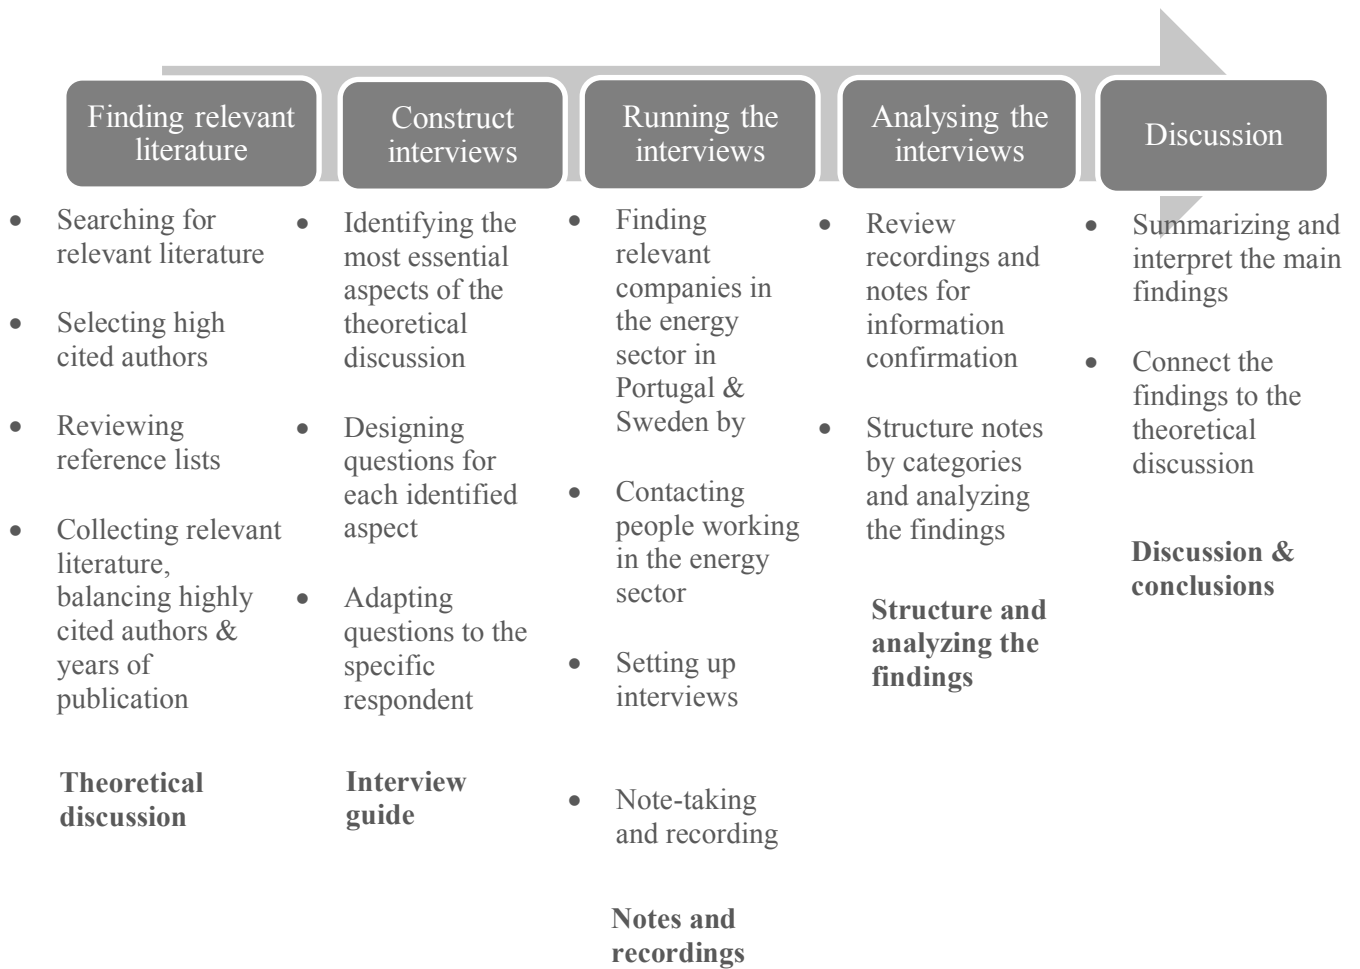 Finding relevant
literature
Construct
interviews
Running the
interviews
Analysing the
interviews
Discussion
• Searching for
relevant literature
• Selecting high
cited authors
• Reviewing
reference lists
• Collecting relevant
literature,
balancing highly
cited authors &
years of
publication
Theoretical
discussion
• Identifying the
most essential
aspects of the
theoretical
discussion
• Designing
questions for
each identified
aspect
• Adapting
questions to the
specific
respondent
Interview
guide
• Finding
relevant
companies in
the energy
sector in
Portugal &
Sweden by
• Contacting
people working
in the energy
sector
• Setting up
interviews
• Note-taking
and recording
Notes and
recordings
• Review
recordings and
notes for
information
confirmation
• Structure notes
by categories
and analyzing
the findings
Structure and
analyzing the
findings
• Summarizing and
interpret the main
findings
• Connect the
findings to the
theoretical
discussion
Discussion &
conclusions